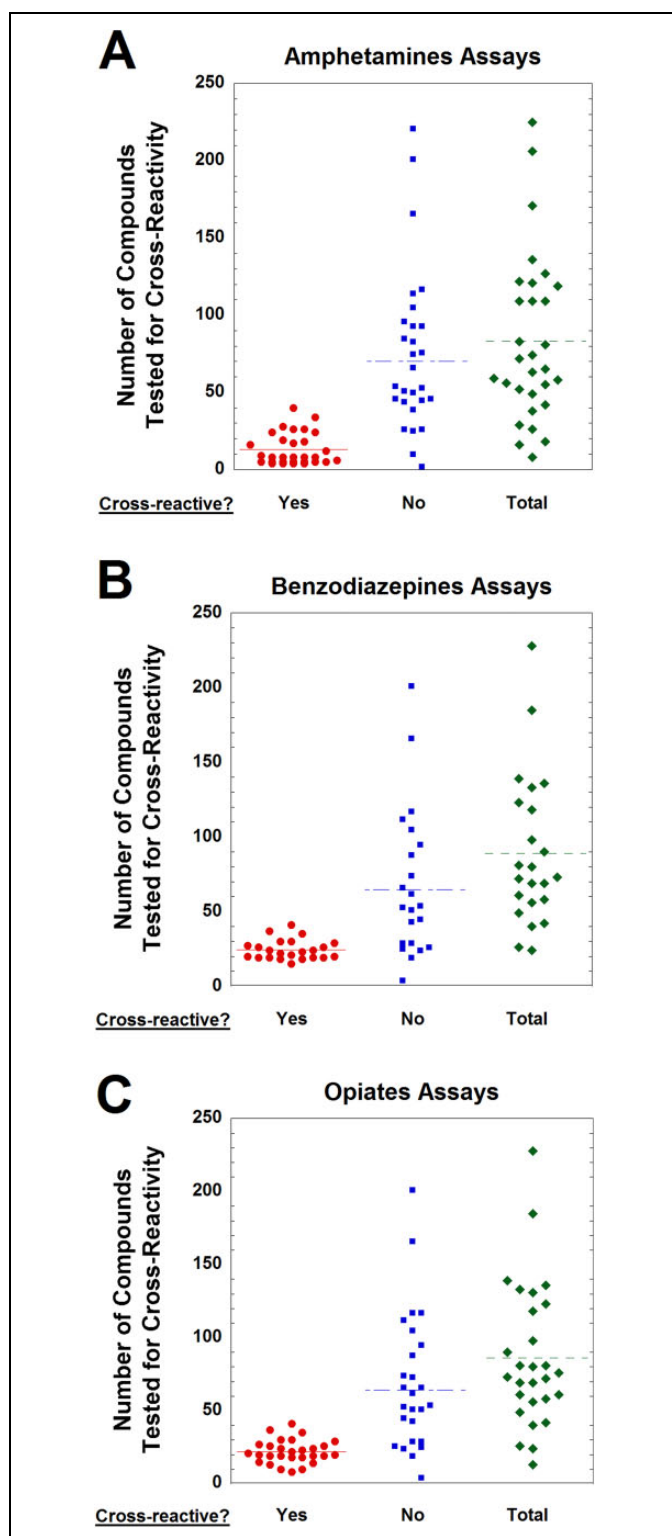 A
Amphetamines Assays
Number of Compounds
Tested for Cross-Reactivity
250
200
150
100
50
0
Cross-reactive? Yes No Total
B
Benzodiazepines Assays
Number of Compounds
Tested for Cross-Reactivity
250
200
150
100
50
0
Cross-reactive? Yes No Total
C
Opiates Assays
Number of Compounds
Tested for Cross-Reactivity
250
200
150
100
50
0
Cross-reactive? Yes No Total